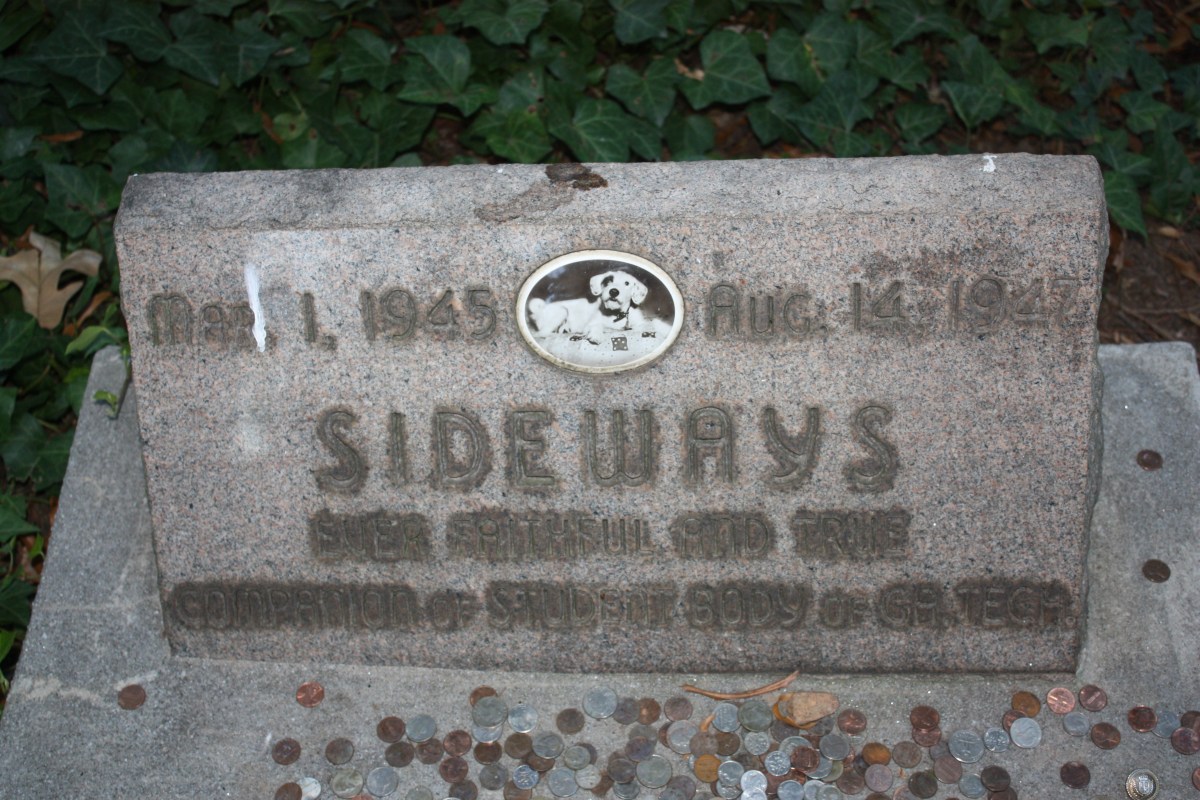 Mar. 1, 1945 Aug. 14, 1947
SIDEWAYS
EVER FAITHFUL AND TRUE
COMPANION OF STUDENT BODY OF GA. TECH.